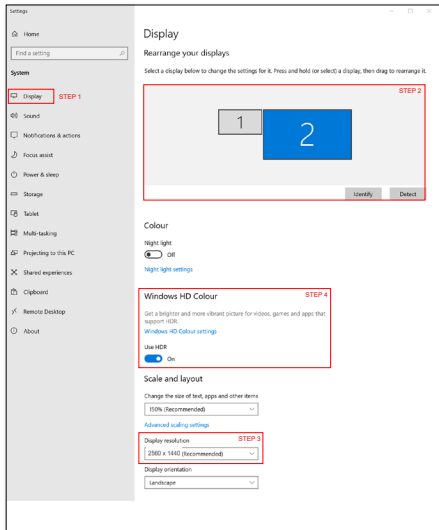 Settings
Home
Find a setting
System
Display
STEP 1
Sound
Notifications & actions
Focus assist
Power & sleep
Storage
Tablet
Multi-tasking
Projecting to this PC
Shared experiences
Clipboard
Remote Desktop
About
Display
Rearrange your displays
Select a display below to change the settings for it. Press and hold (or select) a display, then drag to rearrange it.
STEP 2
1
2
Identify
Detect
Colour
Night light
Off
Night light settings
Windows HD Colour
STEP 4
Get a brighter and more vibrant picture for videos, games and apps that
support HDR.
Windows HD Colour settings
Use HDR
On
Scale and layout
Change the size of text, apps and other items
150% (Recommended)
Advanced scaling settings
Display resolution
STEP 3
2560 x 1440 (Recommended)
Display orientation
Landscape